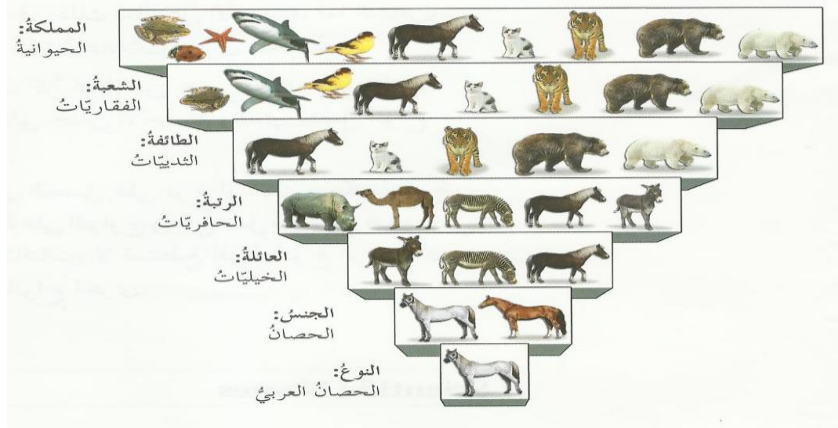 المملكةُ:
الحيوانيةُ
الشعبةُ:
الفقاريّاتُ
الطائفةُ:
الثدييّاتُ
الرتبةُ:
الحافريّاتُ
العائلةُ:
الخيليّاتُ
الجنسُ:
الحصانُ
النوعُ:
الحصانُ العربيُّ